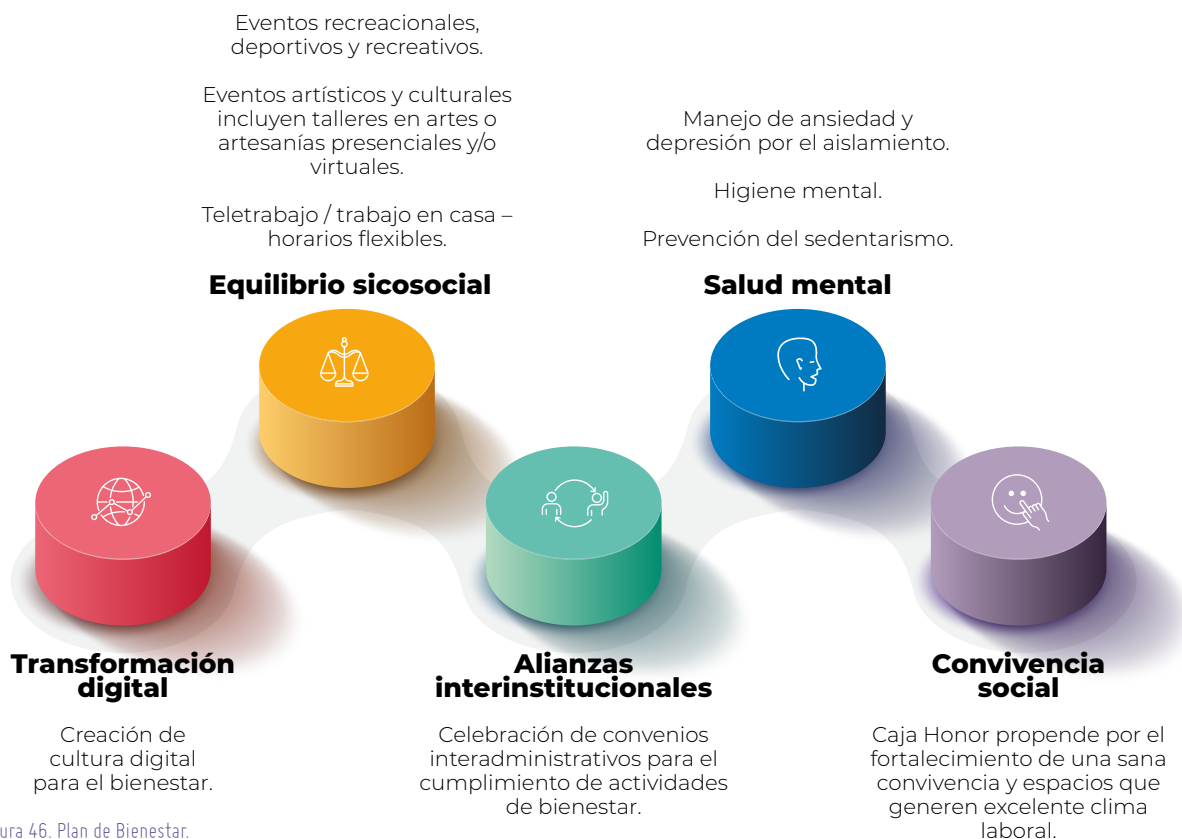 Eventos recreacionales,
deportivos y recreativos.
Eventos artísticos y culturales
incluyen talleres en artes o
artesanías presenciales y/o
virtuales.
Teletrabajo / trabajo en casa –
horarios flexibles.
Equilibrio sicosocial
Manejo de ansiedad y
depresión por el aislamiento.
Higiene mental.
Prevención del sedentarismo.
Salud mental
Transformación
digital
Creación de
cultura digital
para el bienestar.
Alianzas
interinstitucionales
Celebración de convenios
interadministrativos para el
cumplimiento de actividades
de bienestar.
Convivencia
social
Caja Honor propende por el
fortalecimiento de una sana
convivencia y espacios que
generen excelente clima
laboral.
ura 46. Plan de Bienestar.